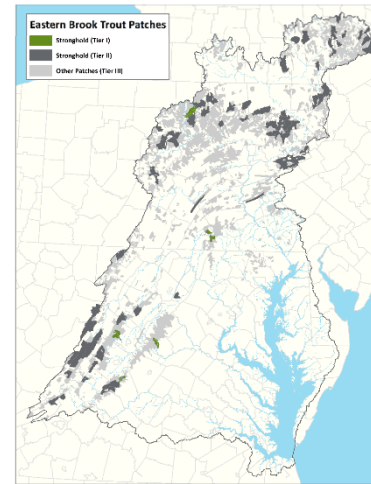 Eastern Brook Trout Patches
Stronghold (Tier I)
Stronghold (Tier II)
Other Patches (Tier III)